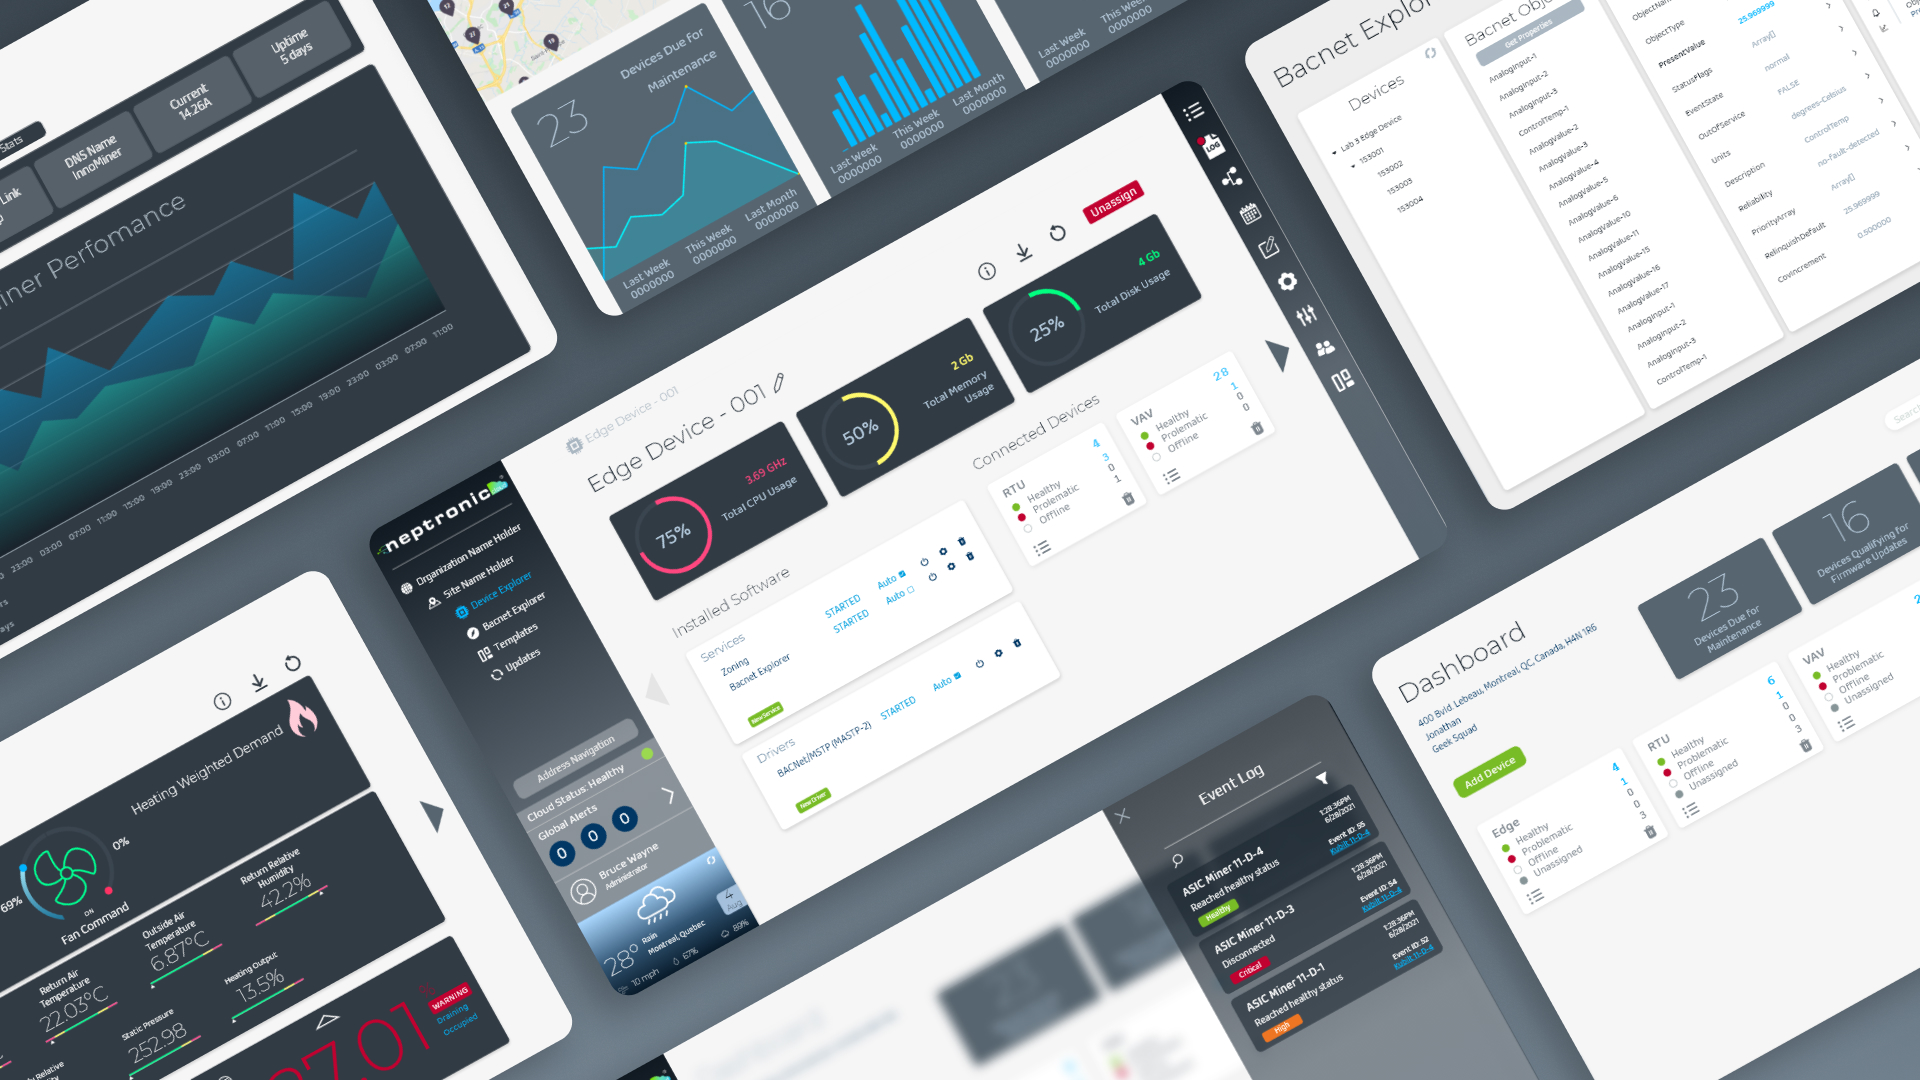 Stats
Link
DNS Name
InnoMiner
Current
14.26A
Uptime
5 days
iner Perfomance
23:00
03:00
07:00
11:00
15:00
19:00
23:00
03:00
07:00
11:00
15:00
19:00
23:00
03:00
07:00
11:00
23
Devices Due For
Maintenance
Last Week
0000000
This Week
0000000
Last Month
0000000
16
Last Week
0000000
This Week
0000000
Last Month
0000000
Last Week
0000000
This Week
0000000
Bacnet Explor
Devices
Lab 3 Edge Device
153001
153002
153003
153004
Bacnet Obje
Get Properties
AnalogInput-1
AnalogInput-2
AnalogInput-3
ControlTemp-1
AnalogValue-2
AnalogValue-3
AnalogValue-4
AnalogValue-5
AnalogValue-6
AnalogValue-10
AnalogValue-11
AnalogValue-15
AnalogValue-16
AnalogValue-17
AnalogInput-1
AnalogInput-2
AnalogInput-3
ControlTemp-1
ObjectNam
ObjectType
PresentValue
25.969999
StatusFlags
Array[]
EventState
normal
OutOfService
FALSE
Units
degrees-Celsius
Description
ControlTemp
Reliability
no-fault-detected
PriorityArray
Array[]
RelinquishDefault
25.969999
Covincrement
0.500000
neptronic
Organization Name Holder
Site Name Holder
Device Explorer
Bacnet Explorer
Templates
Updates
Address Navigation
Cloud Status: Healthy
Global Alerts
0
0
0
Bruce Wayne
Administrator
28°
Rain
Montreal, Quebec
4
Aug
10 mph
67%
89%
Edge Device - 001
Edge Device - 001
Unassign
LOG
75%
3.69 GHz
Total CPU Usage
50%
2 Gb
Total Memory
Usage
25%
4 Gb
Total Disk Usage
Installed Software
Services
Zoning
STARTED
Auto
Bacnet Explorer
STARTED
Auto
New Service
Drivers
BACNet/MSTP (MASTP-2)
STARTED
Auto
New Driver
Connected Devices
RTU
4
Healthy
3
Prolematic
0
Offline
1
VAV
28
Healthy
1
Prolematic
0
Offline
0
Heating Weighted Demand
0%
69%
ON
Fan Command
Return Air
Temperature
22.03°C
Outside Air
Temperature
6.87°C
Return Relative
Humidity
42.2%
Static Pressure
252.98
Heating Output
13.5%
27.01
WARNING
Draining
Occupied
Event Log
ASIC Miner 11-D-4
Reached healthy status
Healthy
1:28:36PM
6/28/2021
Event ID: 55
Kubilt 11-D-4
ASIC Miner 11-D-3
Disconnected
Critical
1:28:36PM
6/28/2021
Event ID: 54
Kubilt 11-D-4
ASIC Miner 11-D-1
Reached healthy status
High
1:28:36PM
6/28/2021
Event ID: 52
Kubilt 11-D-4
Dashboard
400 Bvld. Lebeau, Montreal, QC, Canada, H4N 1R6
Jonathan
Geek Squad
Add Device
Search
23
Devices Due for
Maintenance
16
Devices Qualifying for
Firmware Updates
Edge
4
Healthy
1
Problematic
0
Offline
0
Unassigned
3
RTU
6
Healthy
1
Problematic
0
Offline
0
Unassigned
3
VAV
Healthy
Problematic
Offline
Unassigned